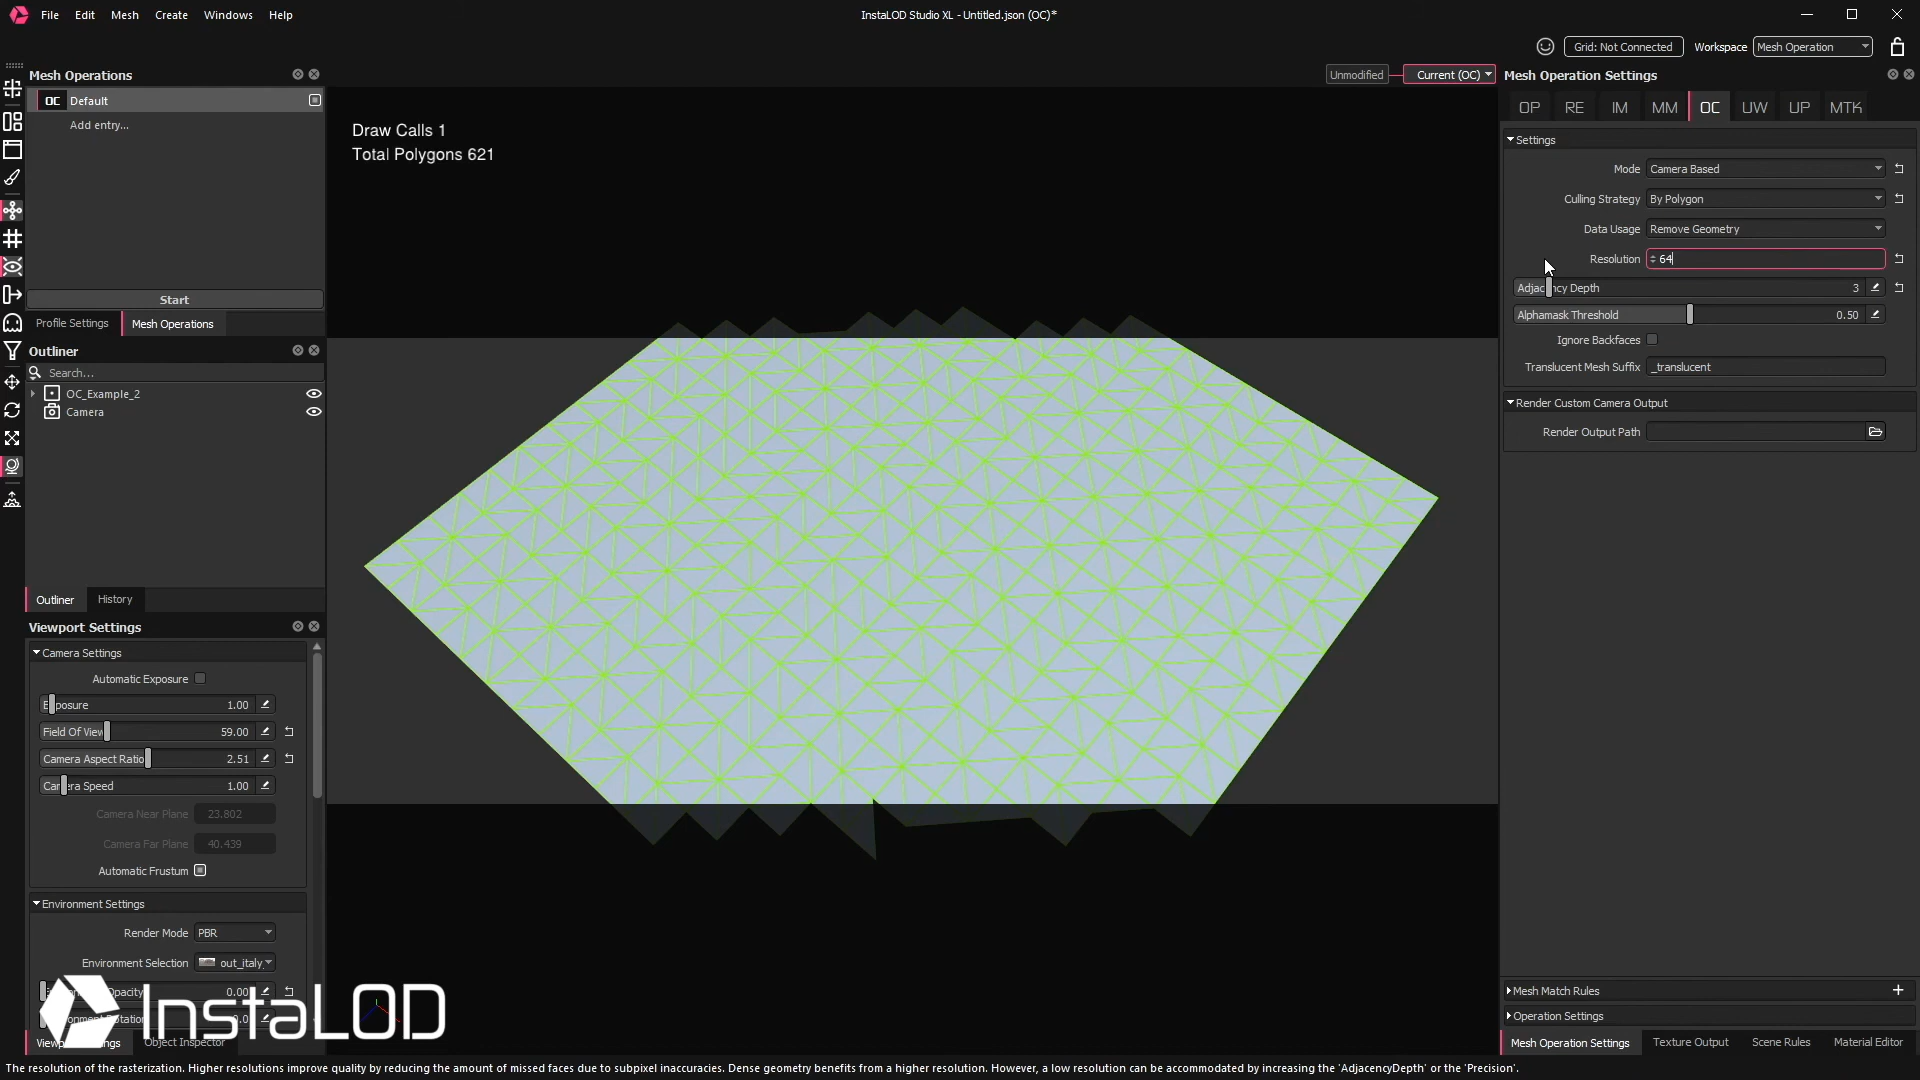 File Edit Mesh Create Windows Help
InstaLOD Studio XL - Untitled.json (OC)*
Grid: Not Connected
Workspace
Mesh Operation
Mesh Operations
OC Default
Add entry...
Start
Profile Settings
Mesh Operations
Outliner
Search...
OC_Example_2
Camera
Outliner
History
Viewport Settings
Camera Settings
Automatic Exposure
1.00
Field Of View 59.00
Camera Aspect Ratio 2.51
1.00
Camera Near Plane 23.802
Camera Far Plane 40.439
Automatic Frustum
Environment Settings
Render Mode PBR
Environment Selection out_italy
InstaLOD
Object Inspector
Draw Calls 1
Total Polygons 621
Unmodified
Current (OC)
Mesh Operation Settings
OP RE IM MM OC UW UP MTK
Settings
Mode Camera Based
Culling Strategy By Polygon
Data Usage Remove Geometry
Resolution 64
Depth 3
Alphamask Threshold 0.50
Ignore Backfaces
Translucent Mesh Suffix _translucent
Render Custom Camera Output
Render Output Path
Mesh Match Rules
Operation Settings
Mesh Operation Settings
Texture Output
Scene Rules
Material Editor
The resolution of the rasterization. Higher resolutions improve quality by reducing the amount of missed faces due to subpixel inaccuracies. Dense geometry benefits from a higher resolution. However, a low resolution can be accommodated by increasing the 'AdjacencyDepth' or the 'Precision'.